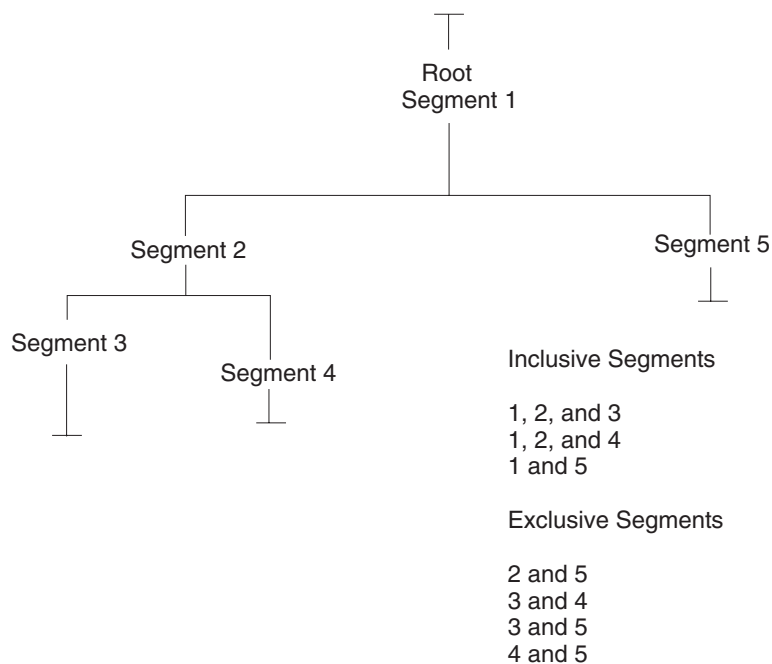 Root
Segment 1
Segment 2
Segment 5
Segment 3
Segment 4
Inclusive Segments
1, 2, and 3
1, 2, and 4
1 and 5
Exclusive Segments
2 and 5
3 and 4
3 and 5
4 and 5